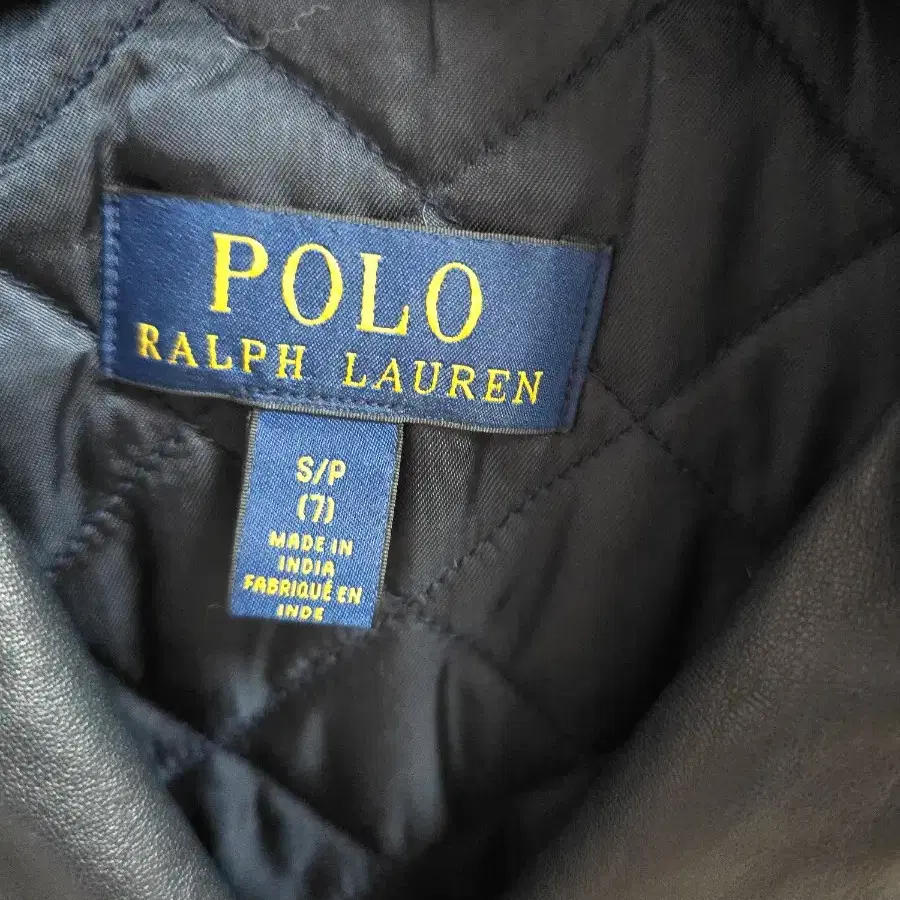 POLO
RALPH LAUREN
S/P
(7)
MADE IN
INDIA
FABRIQUÉ EN
INDE